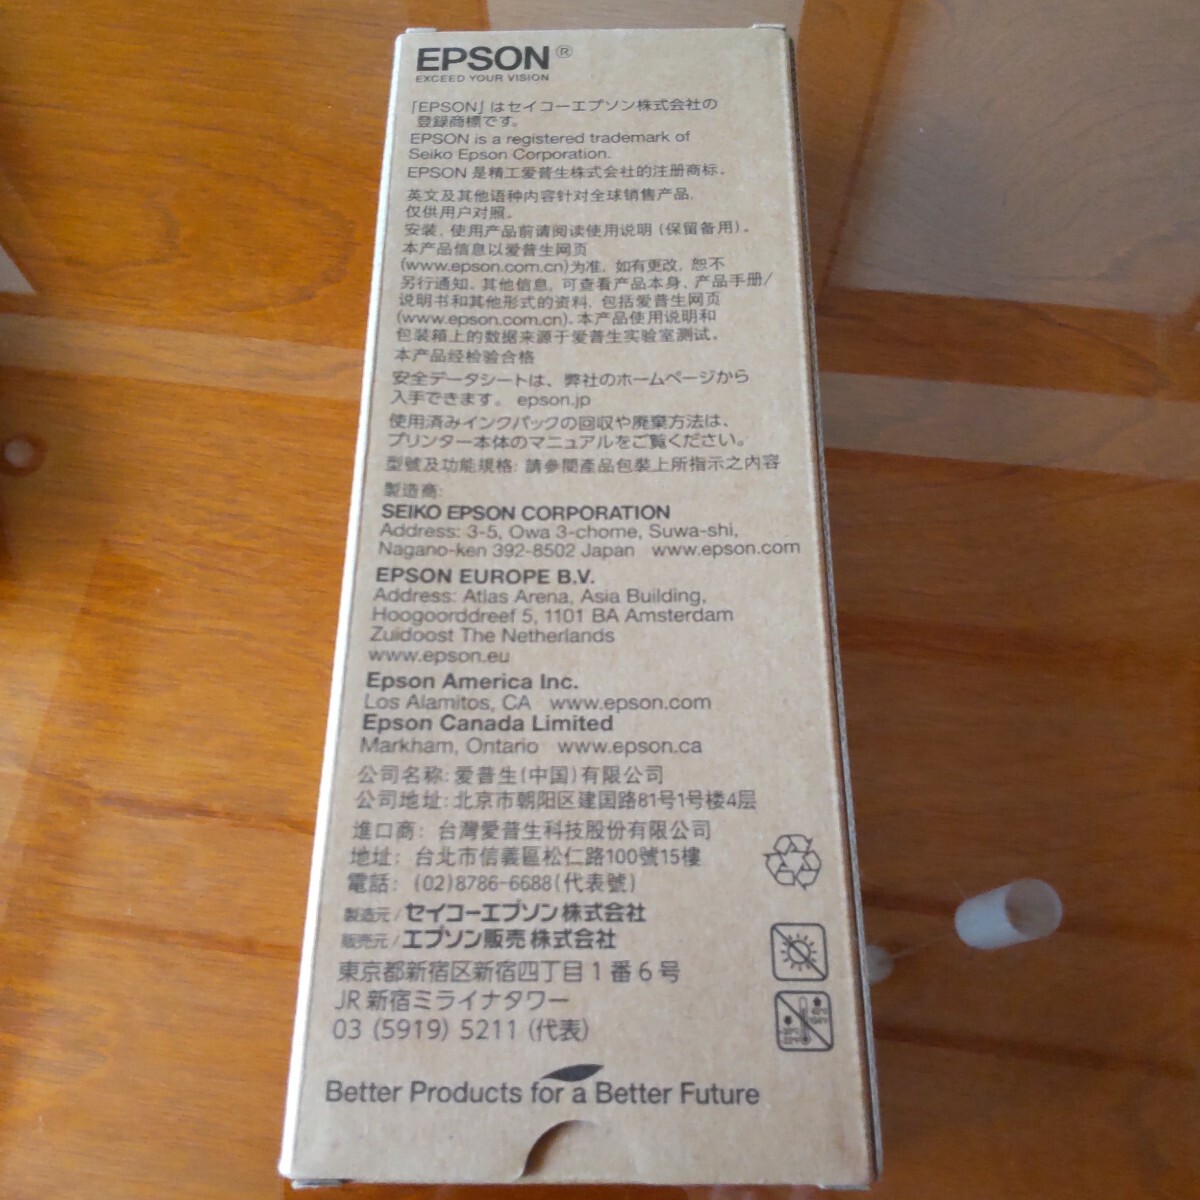 EPSON®
EXCEED YOUR VISION
「EPSON」はセイコーエプソン株式会社の
登録商標です。
EPSON is a registered trademark of
Seiko Epson Corporation.
EPSON 是精工爱普生株式会社的注册商标。
英文及其他语种内容针对全球销售产品,
仅供用户对照。
安装、使用产品前请阅读使用说明 (保留备用)。
本产品信息以爱普生网页
(www.epson.com.cn)为准, 如有更改, 恕不
另行通知。其他信息, 可查看产品本身、产品手册/
说明书和其他形式的资料, 包括爱普生网页
(www.epson.com.cn)。本产品使用说明和
包装箱上的数据来源于爱普生实验室测试。
本产品经检验合格
安全データシートは、弊社のホームページから
入手できます。 epson.jp
使用済みインクパックの回収や廃棄方法は、
プリンター本体のマニュアルをご覧ください。
型號及功能規格: 請參閱產品包裝上所指示之內容
製造商:
SEIKO EPSON CORPORATION
Address: 3-5, Owa 3-chome, Suwa-shi,
Nagano-ken 392-8502 Japan www.epson.com
EPSON EUROPE B.V.
Address: Atlas Arena, Asia Building,
Hoogoorddreef 5, 1101 BA Amsterdam
Zuidoost The Netherlands
www.epson.eu
Epson America Inc.
Los Alamitos, CA www.epson.com
Epson Canada Limited
Markham, Ontario www.epson.ca
公司名称: 爱普生(中国)有限公司
公司地址: 北京市朝阳区建国路81号1号楼4层
進口商: 台灣愛普生科技股份有限公司
地址: 台北市信義區松仁路100號15樓
電話: (02)8786-6688(代表號)
製造元/セイコーエプソン株式会社
販売元/エプソン販売株式会社
東京都新宿区新宿四丁目1番6号
JR新宿ミライナタワー
03 (5919) 5211 (代表)
Better Products for a Better Future